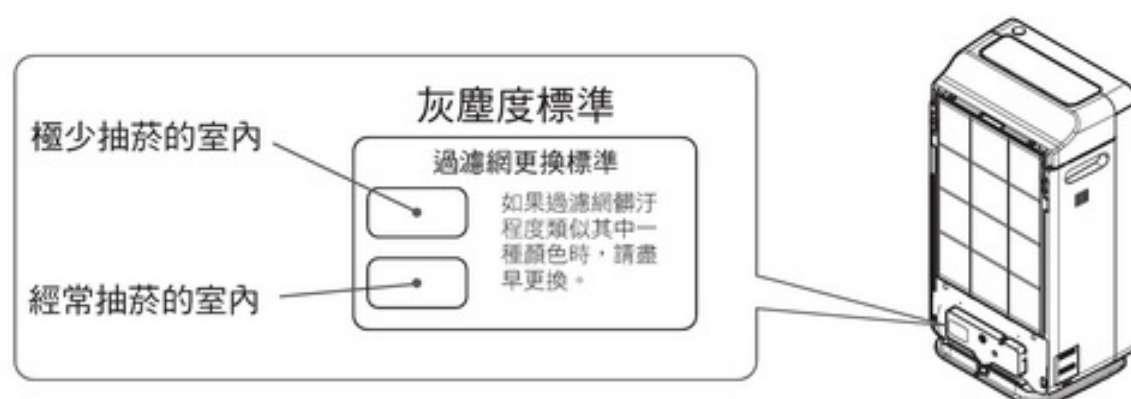 灰塵度標準
極少抽菸的室內
過濾網更換標準
如果過濾網髒汙
程度類似其中一
種顏色時，請盡
早更換。
經常抽菸的室內